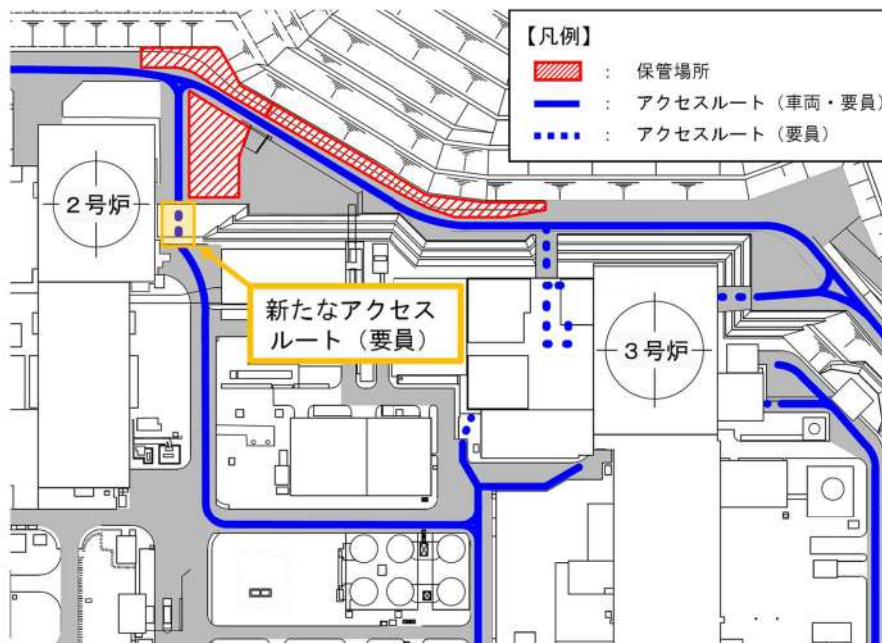 【凡例】
： 保管場所
： アクセスルート（車両・要員）
： アクセスルート（要員）
2号炉
新たなアクセス
ルート（要員）
3号炉